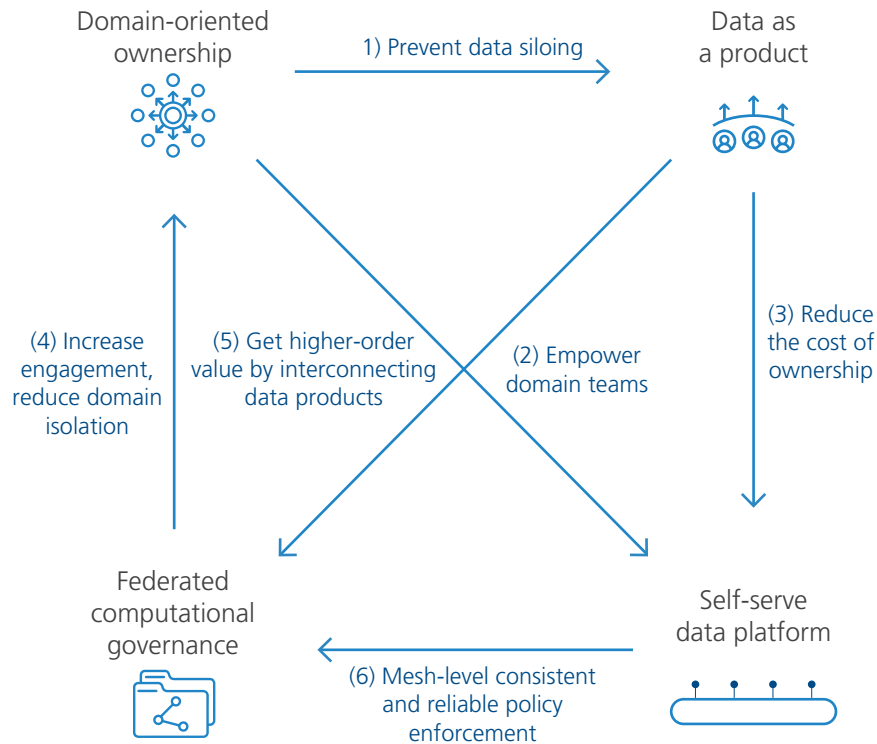 Domain-oriented
ownership
1) Prevent data siloing
Data as
a product
(4) Increase
engagement,
reduce domain
isolation
(5) Get higher-order
value by interconnecting
data products
(2) Empower
domain teams
(3) Reduce
the cost of
ownership
Federated
computational
governance
(6) Mesh-level consistent
and reliable policy
enforcement
Self-serve
data platform